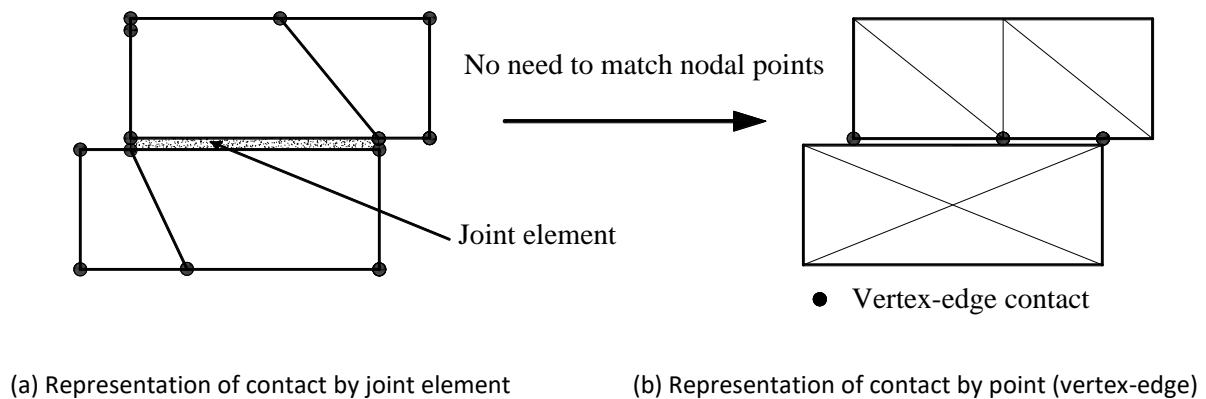 No need to match nodal points
Joint element
Vertex-edge contact
(a) Representation of contact by joint element
(b) Representation of contact by point (vertex-edge)